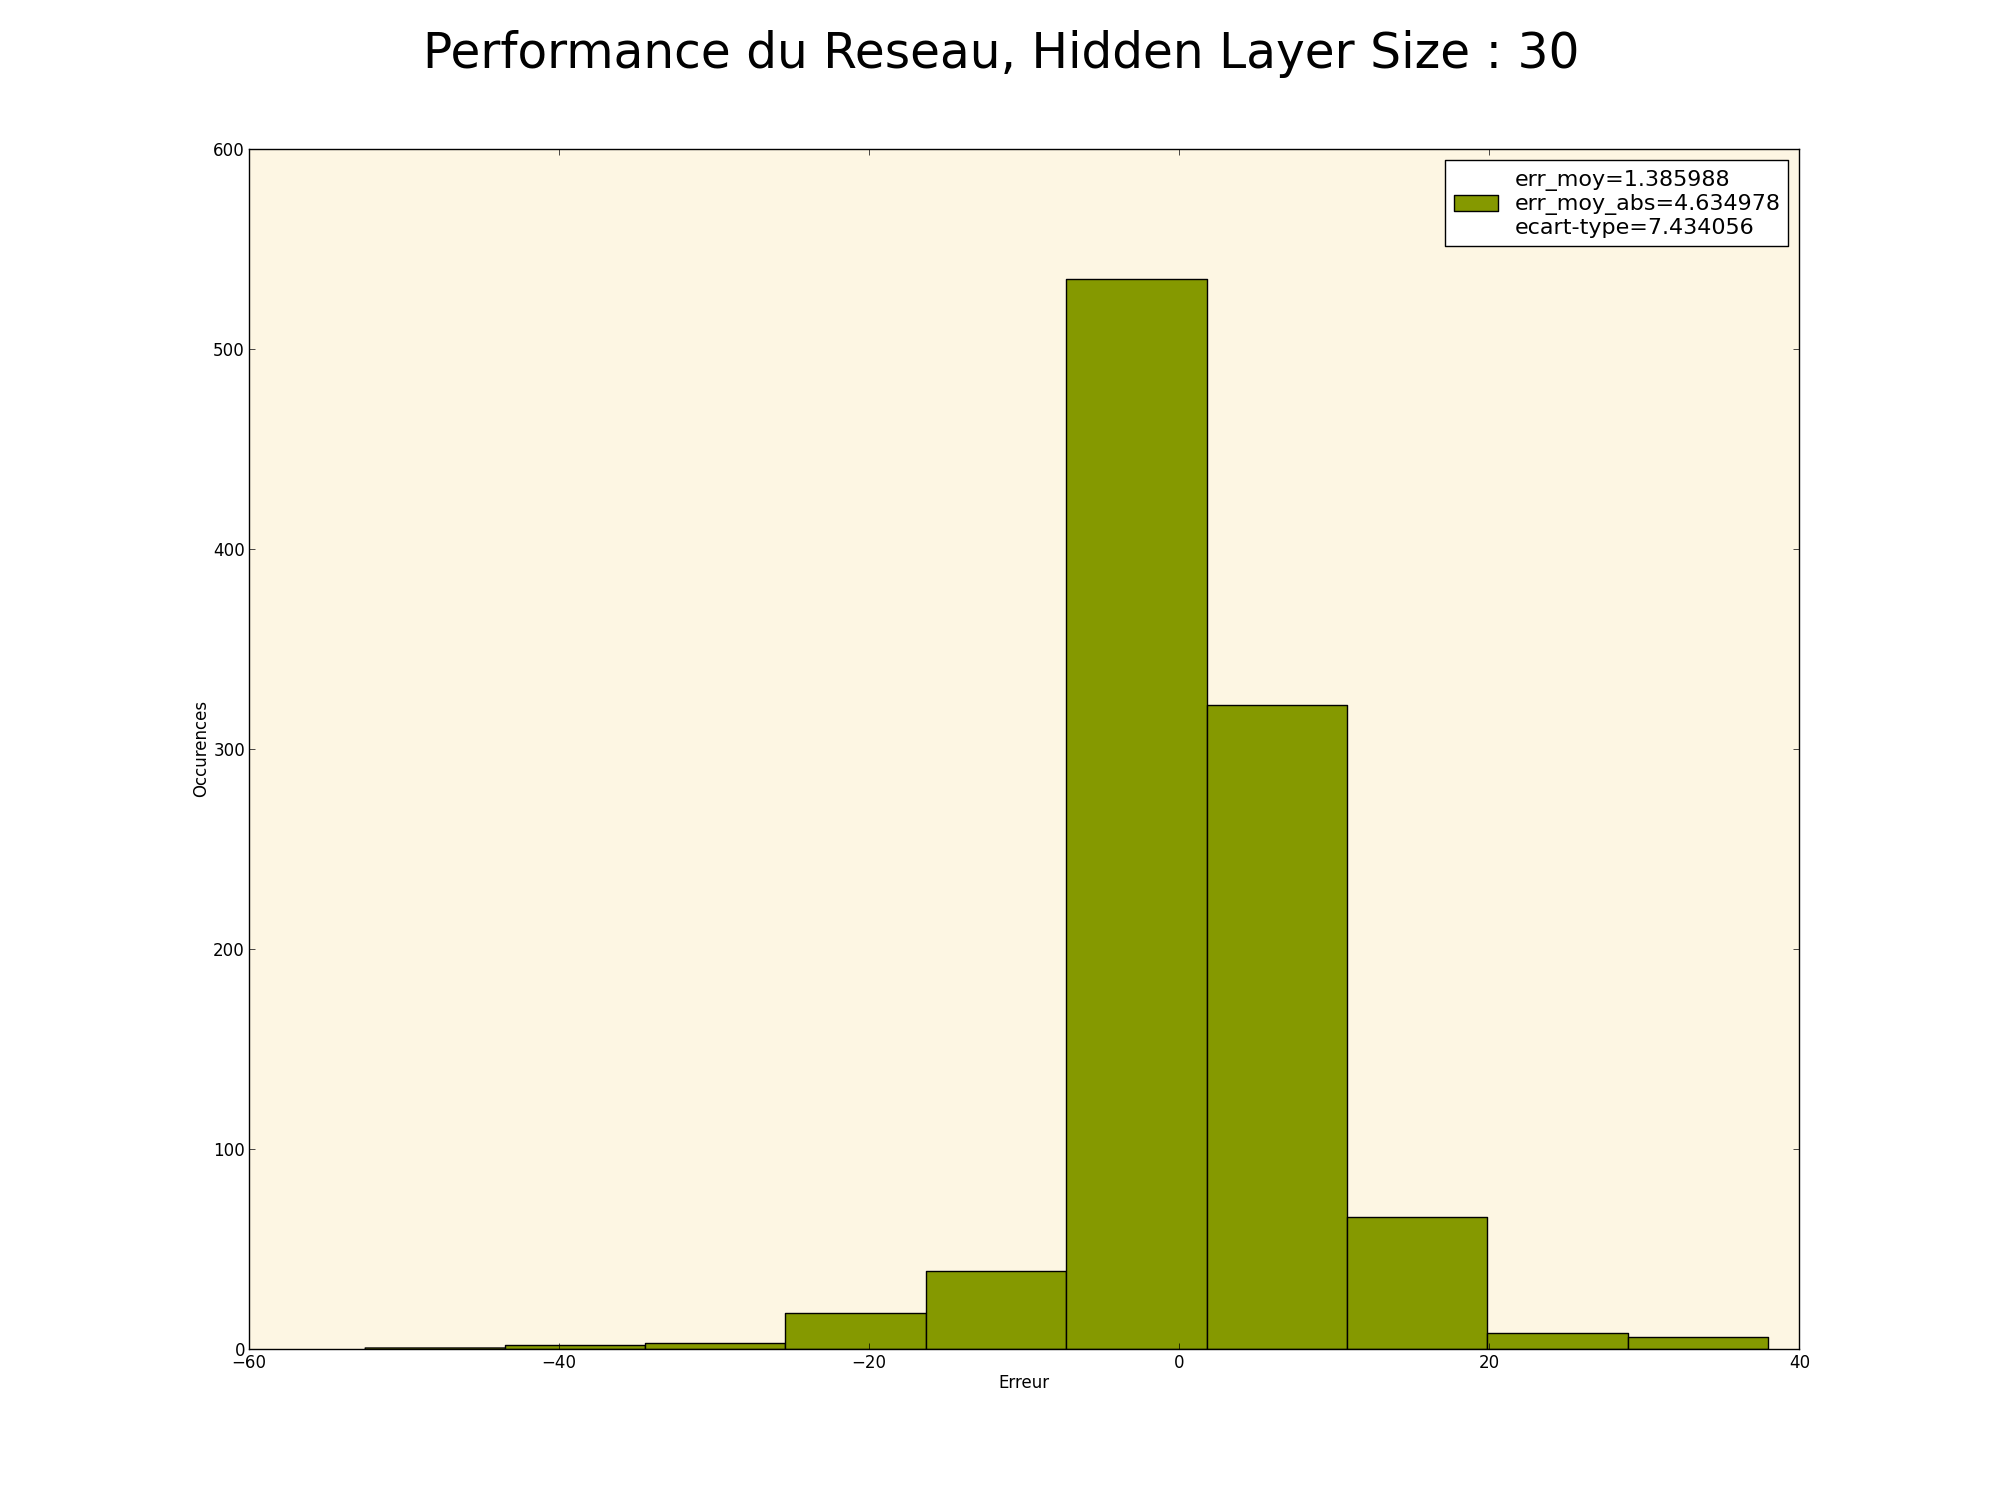 Performance du Reseau, Hidden Layer Size : 30
600
err_moy=1.385988
err_moy_abs=4.634978
ecart-type=7.434056
500
400
Occurences
300
200
100
0
−60 −40 −20 0 20 40
Erreur